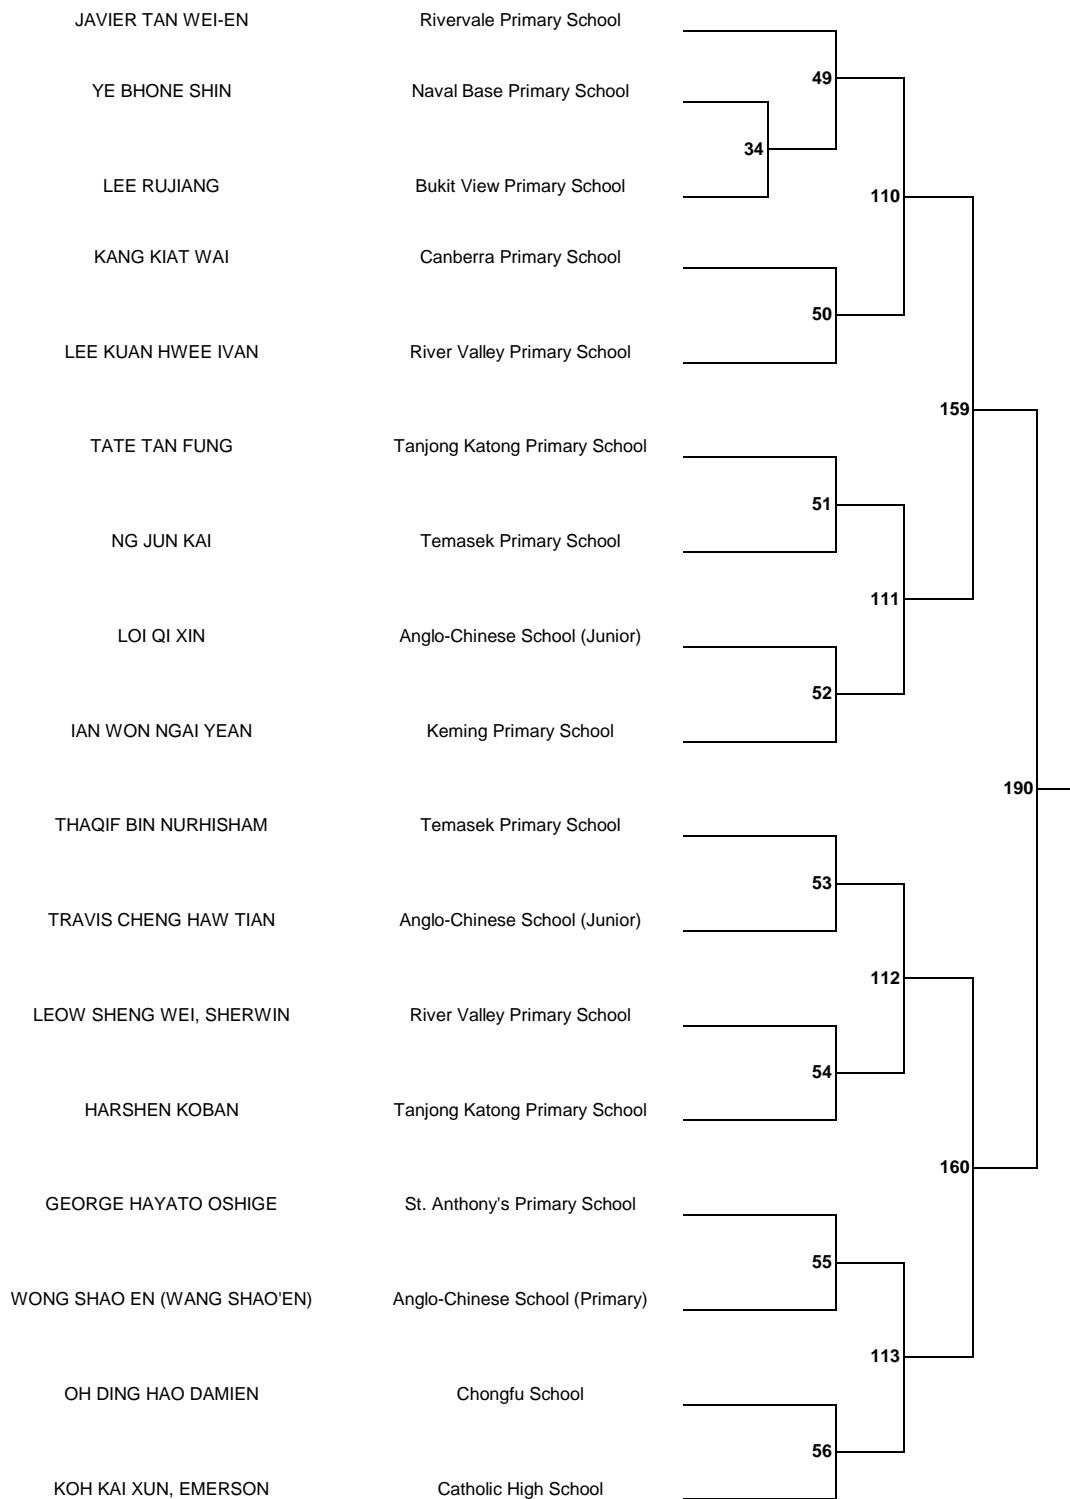 JAVIER TAN WEI-EN Rivervale Primary School
49
YE BHONE SHIN Naval Base Primary School
34
LEE RUJIANG Bukit View Primary School
110
KANG KIAT WAI Canberra Primary School
50
LEE KUAN HWEE IVAN River Valley Primary School
159
TATE TAN FUNG Tanjong Katong Primary School
51
NG JUN KAI Temasek Primary School
111
LOI QI XIN Anglo-Chinese School (Junior)
52
IAN WON NGAI YEAN Keming Primary School
190
THAQIF BIN NURHISHAM Temasek Primary School
53
TRAVIS CHENG HAW TIAN Anglo-Chinese School (Junior)
112
LEOW SHENG WEI, SHERWIN River Valley Primary School
54
HARSHEN KOBAN Tanjong Katong Primary School
160
GEORGE HAYATO OSHIGE St. Anthony's Primary School
55
WONG SHAO EN (WANG SHAO'EN) Anglo-Chinese School (Primary)
113
OH DING HAO DAMIEN Chongfu School
56
KOH KAI XUN, EMERSON Catholic High School